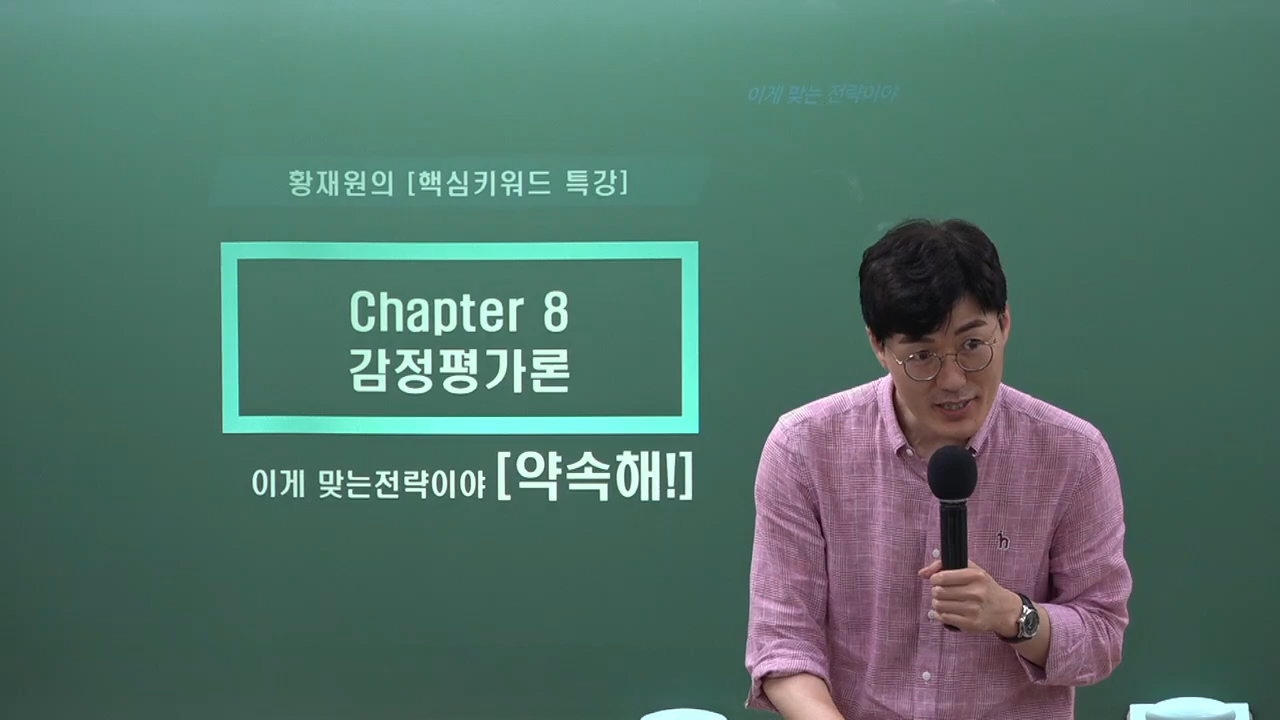 이게 맞는 전략이야
황재원의 [핵심키워드 특강]
Chapter 8
감정평가론
이게 맞는전략이야 [약속해!]
h